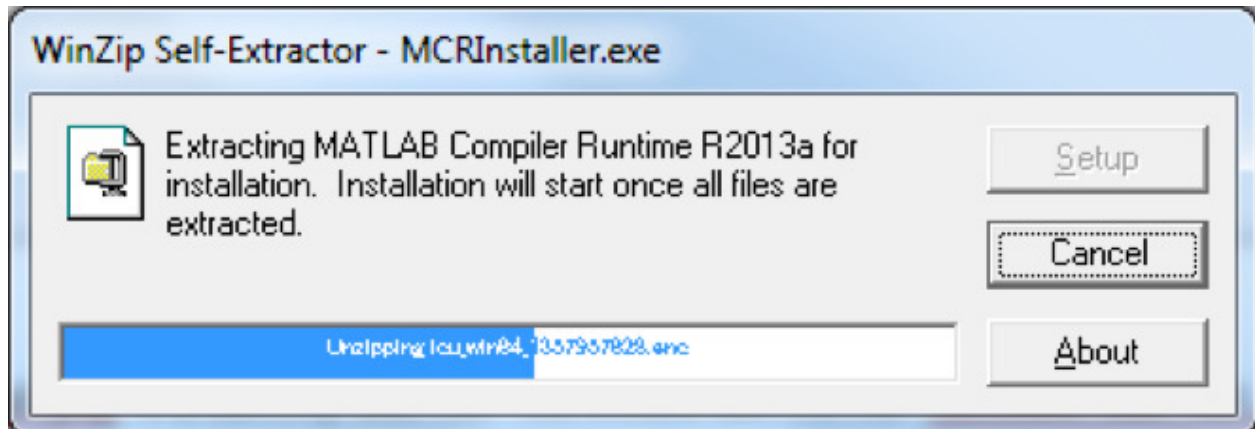 WinZip Self-Extractor - MCRInstaller.exe
Extracting MATLAB Compiler Runtime R2013a for
installation. Installation will start once all files are
extracted.
Setup
Cancel
Unzipping
About